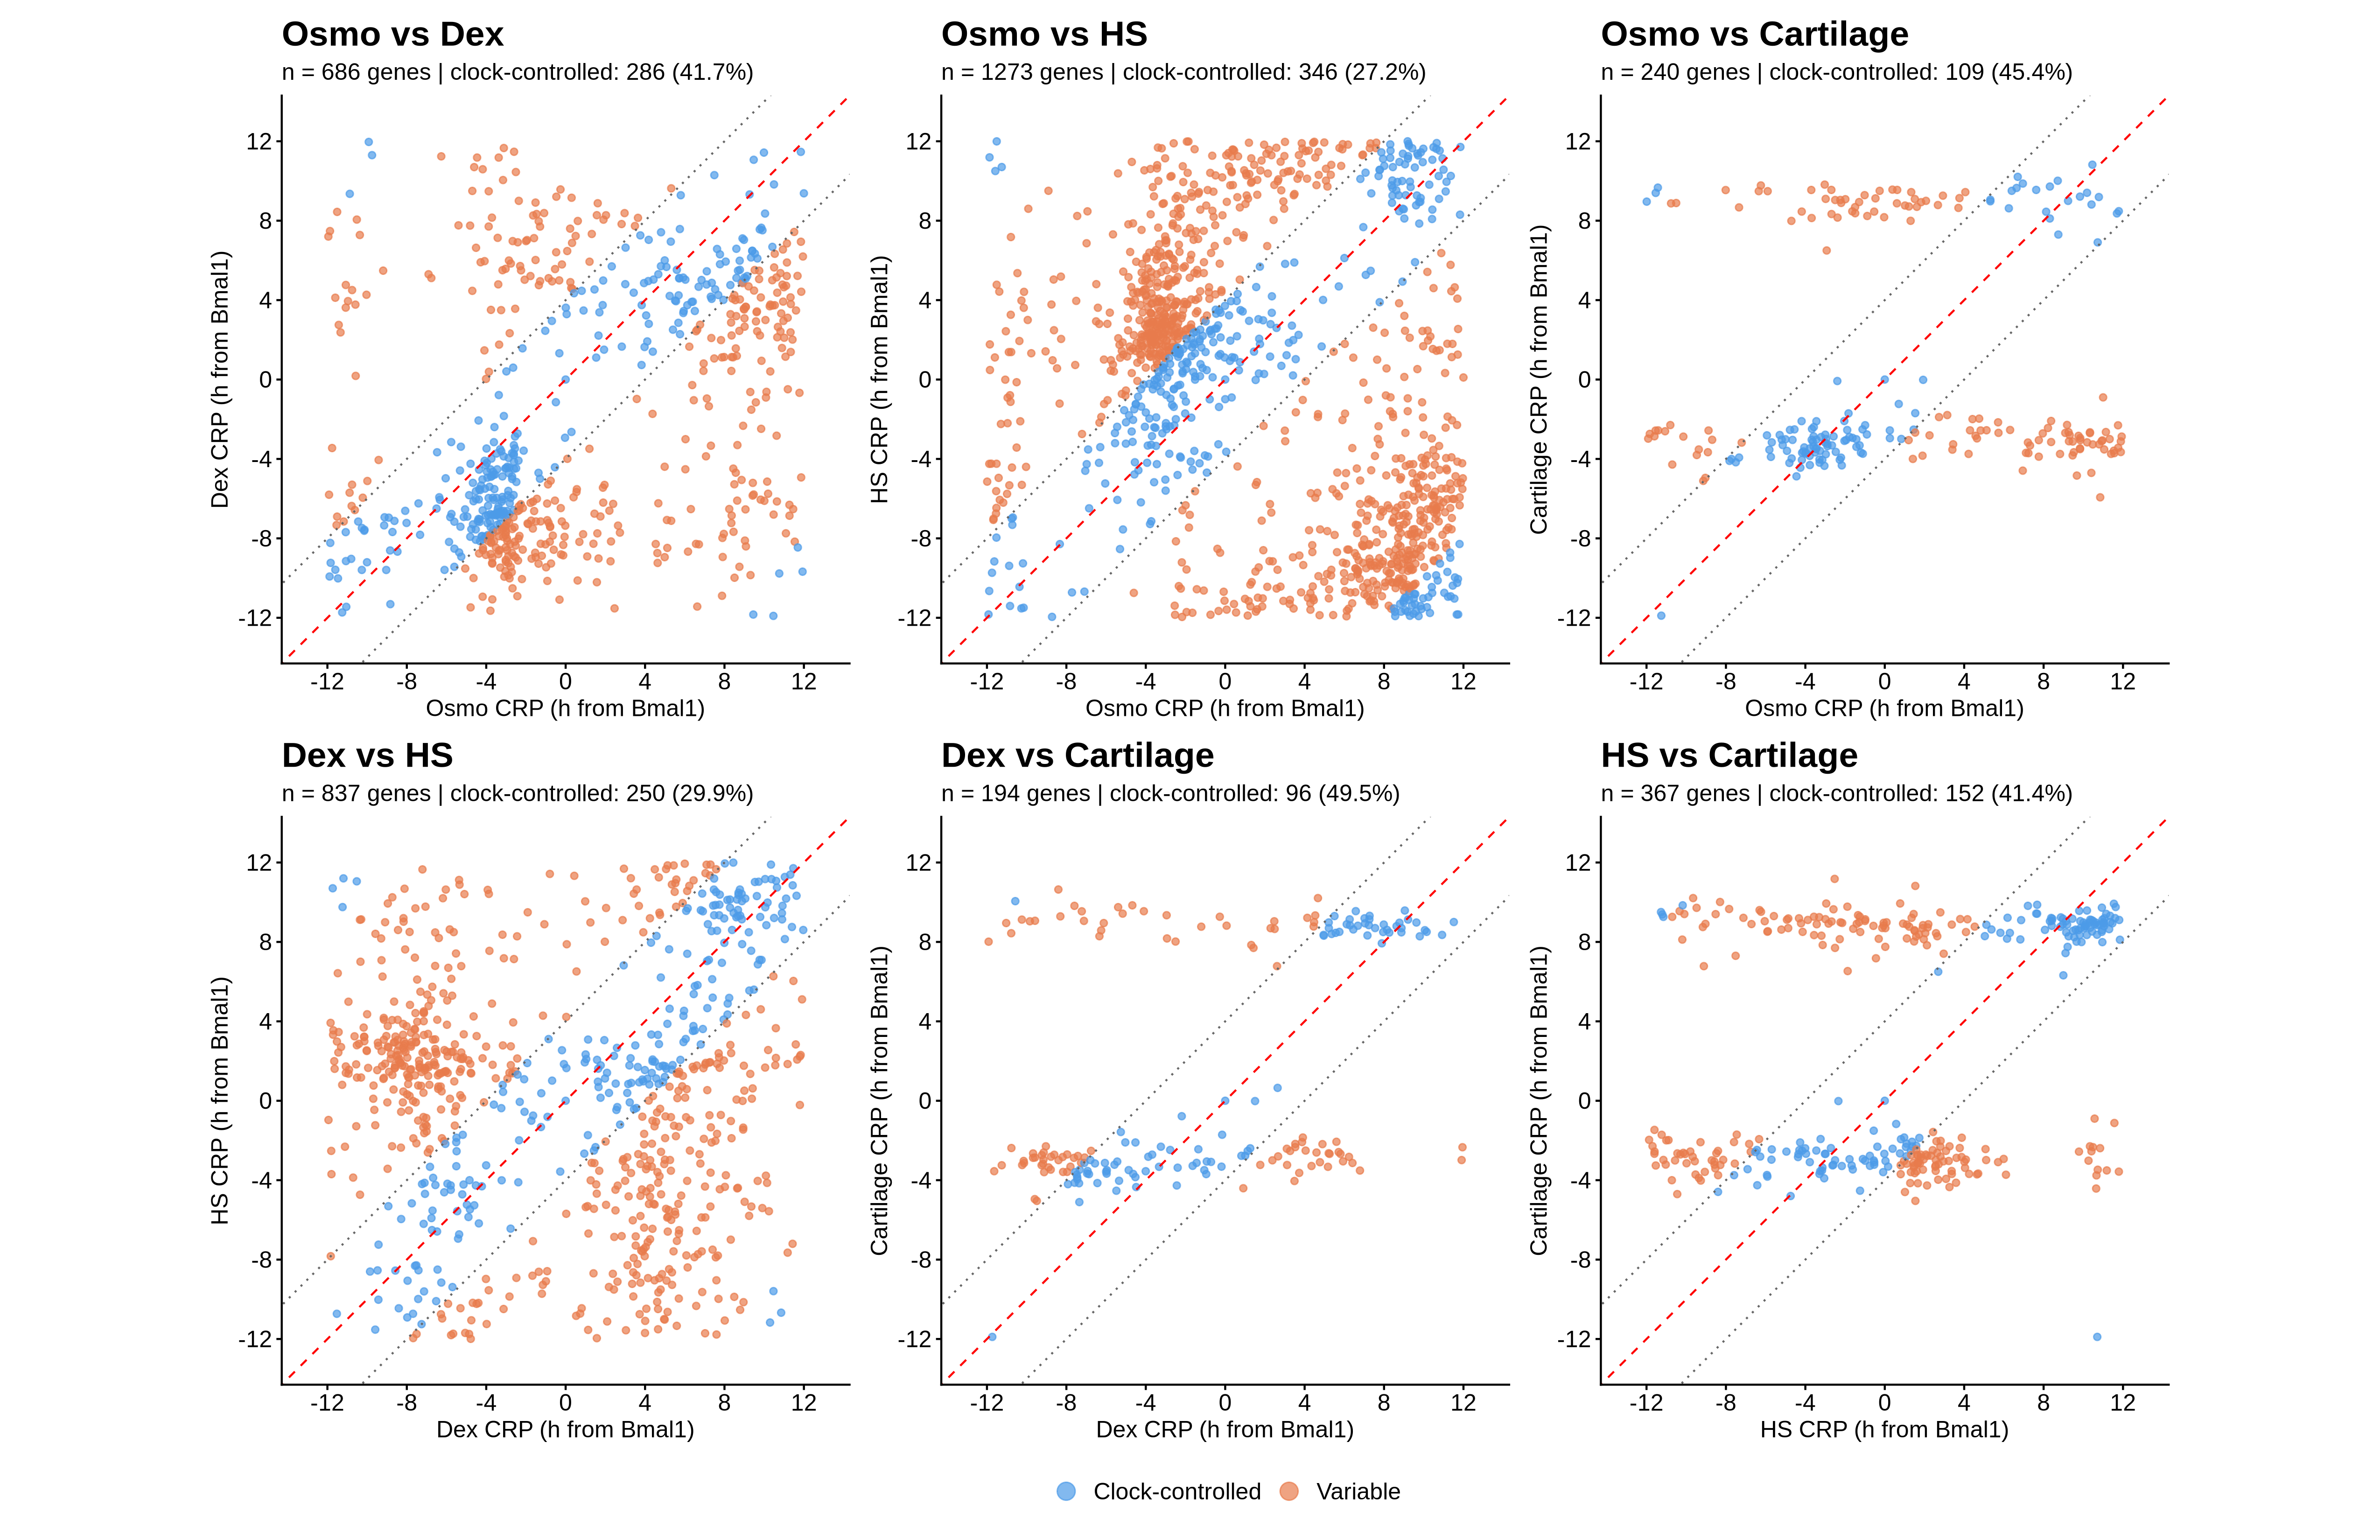 Osmo vs Dex
n = 686 genes | clock-controlled: 286 (41.7%)
12
8
4
0
-4
-8
-12
Dex CRP (h from Bmal1)
-12 -8 -4 0 4 8 12
Osmo CRP (h from Bmal1)
Osmo vs HS
n = 1273 genes | clock-controlled: 346 (27.2%)
12
8
4
0
-4
-8
-12
HS CRP (h from Bmal1)
-12 -8 -4 0 4 8 12
Osmo CRP (h from Bmal1)
Osmo vs Cartilage
n = 240 genes | clock-controlled: 109 (45.4%)
12
8
4
0
-4
-8
-12
Cartilage CRP (h from Bmal1)
-12 -8 -4 0 4 8 12
Osmo CRP (h from Bmal1)
Dex vs HS
n = 837 genes | clock-controlled: 250 (29.9%)
12
8
4
0
-4
-8
-12
HS CRP (h from Bmal1)
-12 -8 -4 0 4 8 12
Dex CRP (h from Bmal1)
Dex vs Cartilage
n = 194 genes | clock-controlled: 96 (49.5%)
12
8
4
0
-4
-8
-12
Cartilage CRP (h from Bmal1)
-12 -8 -4 0 4 8 12
Dex CRP (h from Bmal1)
HS vs Cartilage
n = 367 genes | clock-controlled: 152 (41.4%)
12
8
4
0
-4
-8
-12
Cartilage CRP (h from Bmal1)
-12 -8 -4 0 4 8 12
HS CRP (h from Bmal1)
Clock-controlled Variable